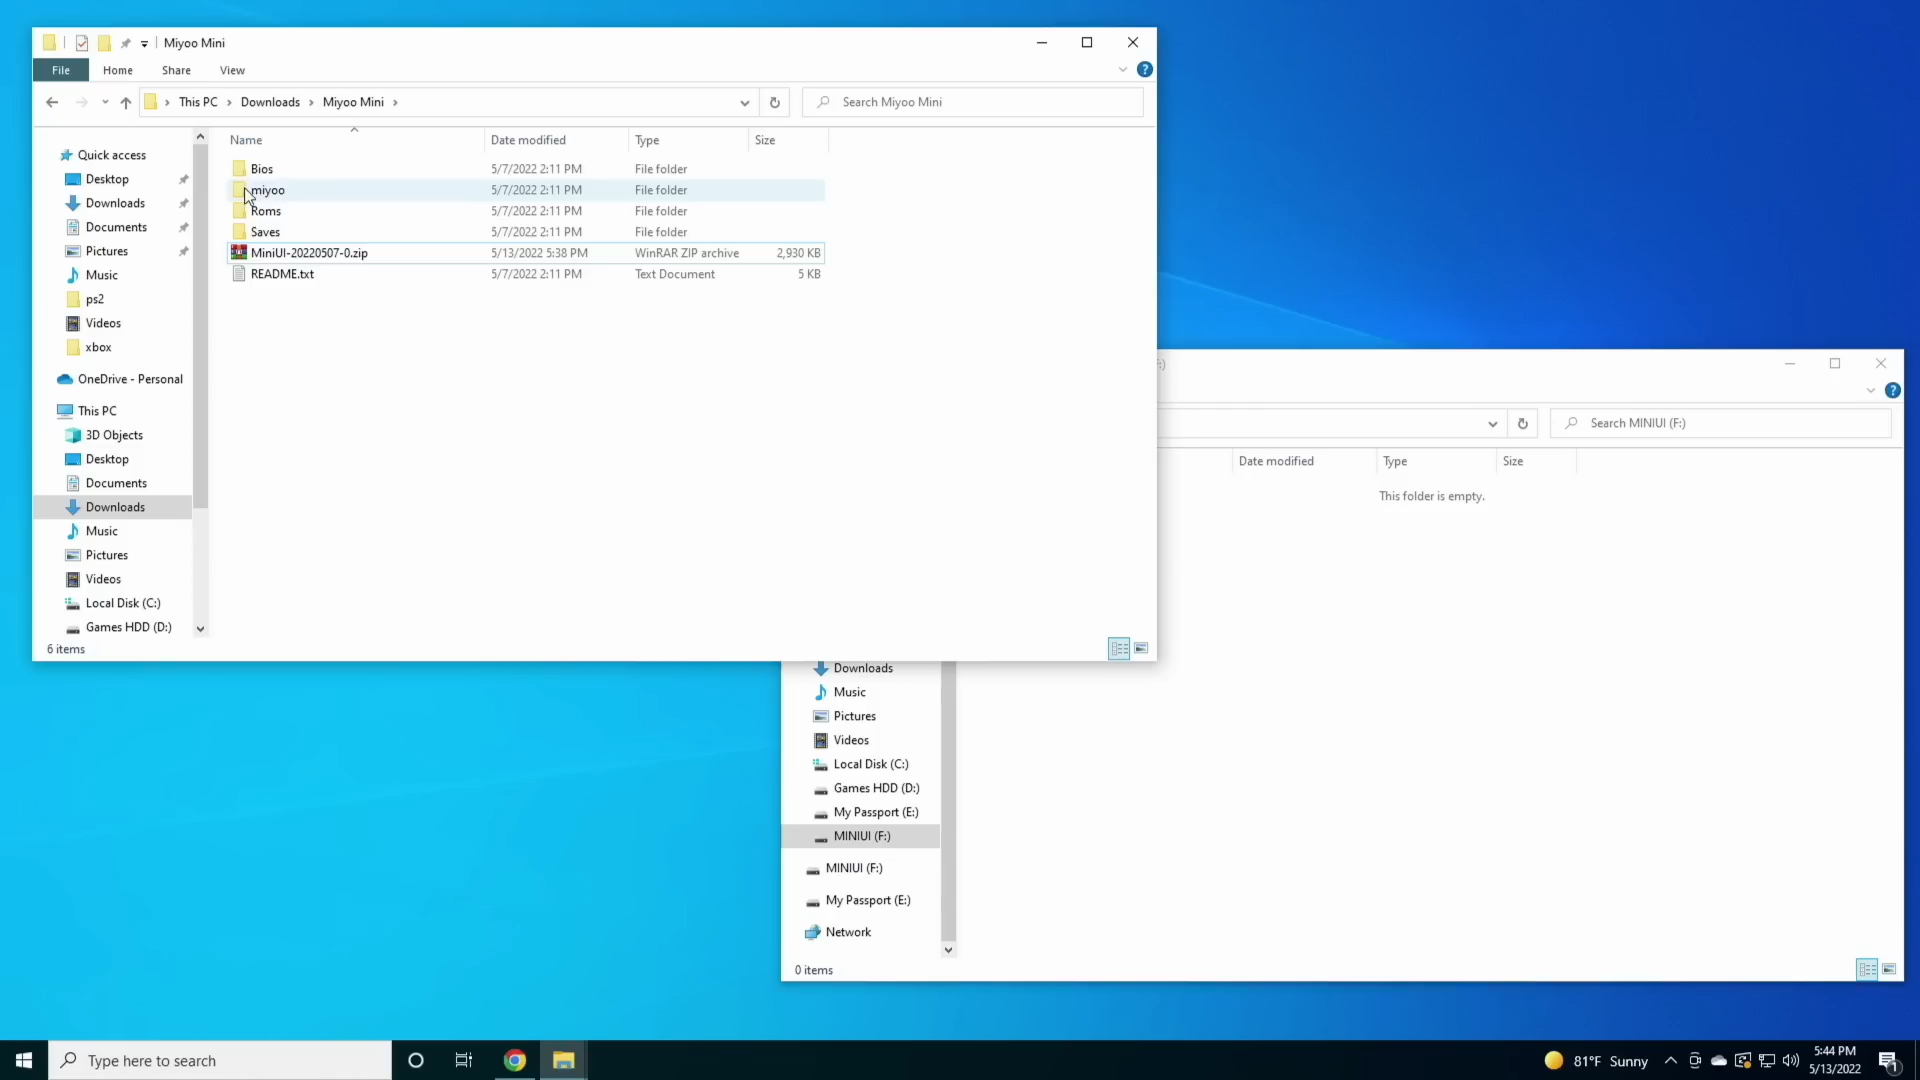 Miyoo Mini
File Home Share View
This PC Downloads Miyoo Mini
Search Miyoo Mini
Name Date modified Type Size
Bios 5/7/2022 2:11 PM File folder
miyoo 5/7/2022 2:11 PM File folder
Roms 5/7/2022 2:11 PM File folder
Saves 5/7/2022 2:11 PM File folder
MiniUI-20220507-0.zip 5/13/2022 5:38 PM WinRAR ZIP archive 2,930 KB
README.txt 5/7/2022 2:11 PM Text Document 5 KB
Quick access
Desktop
Downloads
Documents
Pictures
Music
ps2
Videos
xbox
OneDrive - Personal
This PC
3D Objects
Desktop
Documents
Downloads
Music
Pictures
Videos
Local Disk (C:)
Games HDD (D:)
6 items
:)
Search MINIUI (F:)
Date modified Type Size
This folder is empty.
Downloads
Music
Pictures
Videos
Local Disk (C:)
Games HDD (D:)
My Passport (E:)
MINIUI (F:)
MINIUI (F:)
My Passport (E:)
Network
0 items
Type here to search
81°F Sunny
5:44 PM
5/13/2022
1